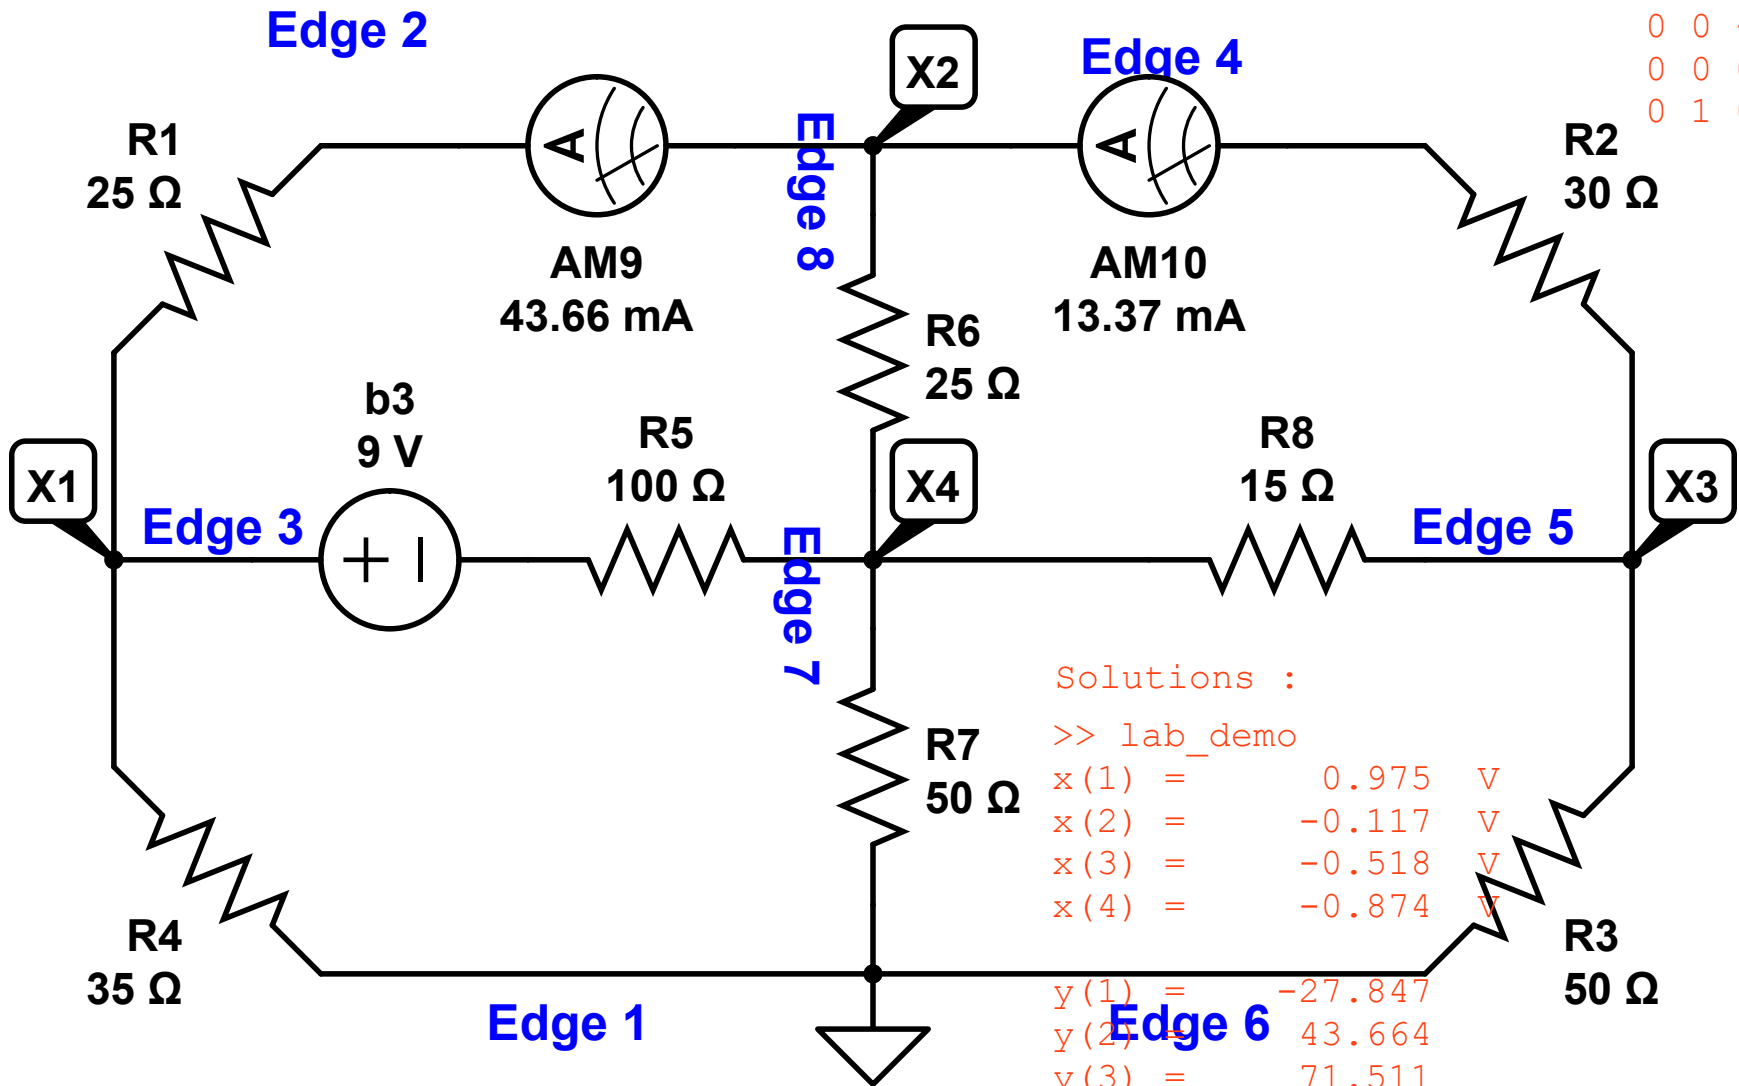 Edge 2
X2
Edge 4
0 0
0 0
0 1
R1
25 Ω
A
Edge 8
A
R2
30 Ω
AM9
43.66 mA
AM10
13.37 mA
R6
25 Ω
b3
9 V
R5
100 Ω
R8
15 Ω
X1
Edge 3
+ −
X4
Edge 5
X3
Edge 7
R7
50 Ω
Solutions :
>> lab_demo
x(1) = 0.975 V
x(2) = -0.117 V
x(3) = -0.518 V
x(4) = -0.874 V
R4
35 Ω
R3
50 Ω
Edge 1
Edge 6
y(1) = -27.847
y(2) = 43.664
y(3) = 71.511